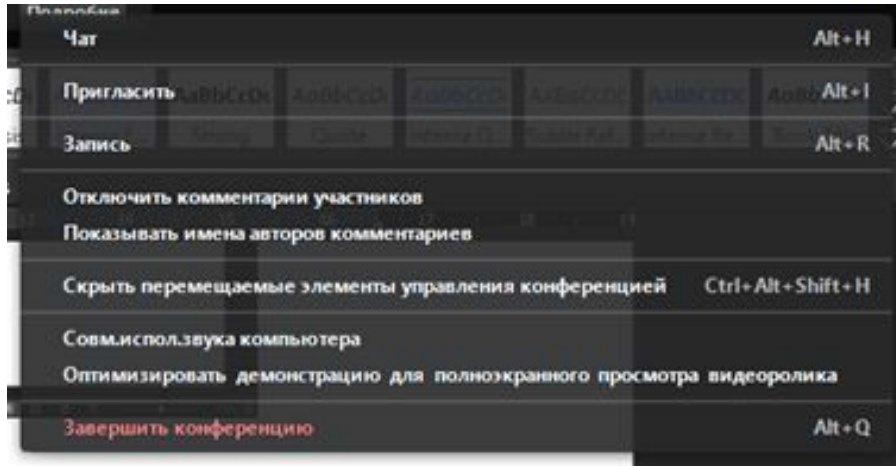 Подробнее
Чат Alt+H
Пригласить Alt+I
Запись Alt+R
Отключить комментарии участников
Показывать имена авторов комментариев
Скрыть перемещаемые элементы управления конференцией Ctrl+Alt+Shift+H
Совм.испол.звука компьютера
Оптимизировать демонстрацию для полноэкранного просмотра видеоролика
Завершить конференцию Alt+Q